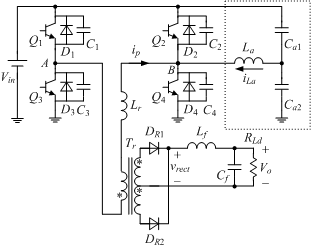 Q1 D1 C1 Q2 D2 C2 La Ca1
A ip B iLa
Vin
Q3 D3 C3 Lr Q4 D4 C4 Ca2
Tr DR1 Lf RLd
+ vrect − Cf + Vo −
* *
DR2